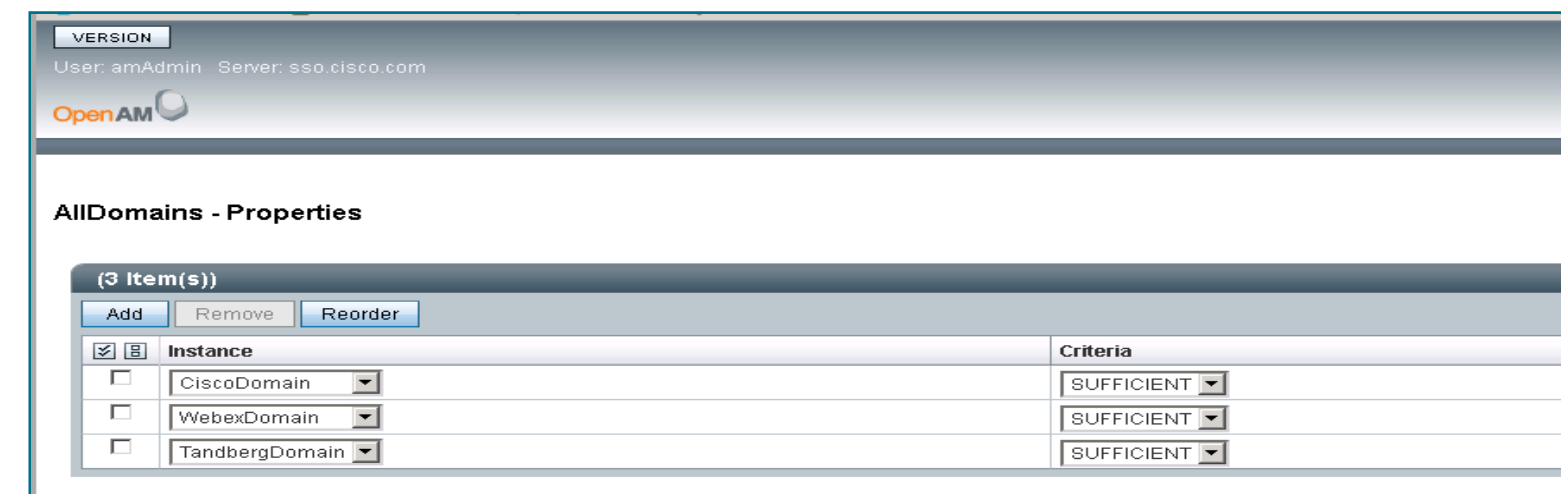 VERSION
User: amAdmin Server: sso.cisco.com
OpenAM
AllDomains - Properties
(3 Item(s))
Add Remove Reorder
Instance Criteria
CiscoDomain SUFFICIENT
WebexDomain SUFFICIENT
TandbergDomain SUFFICIENT